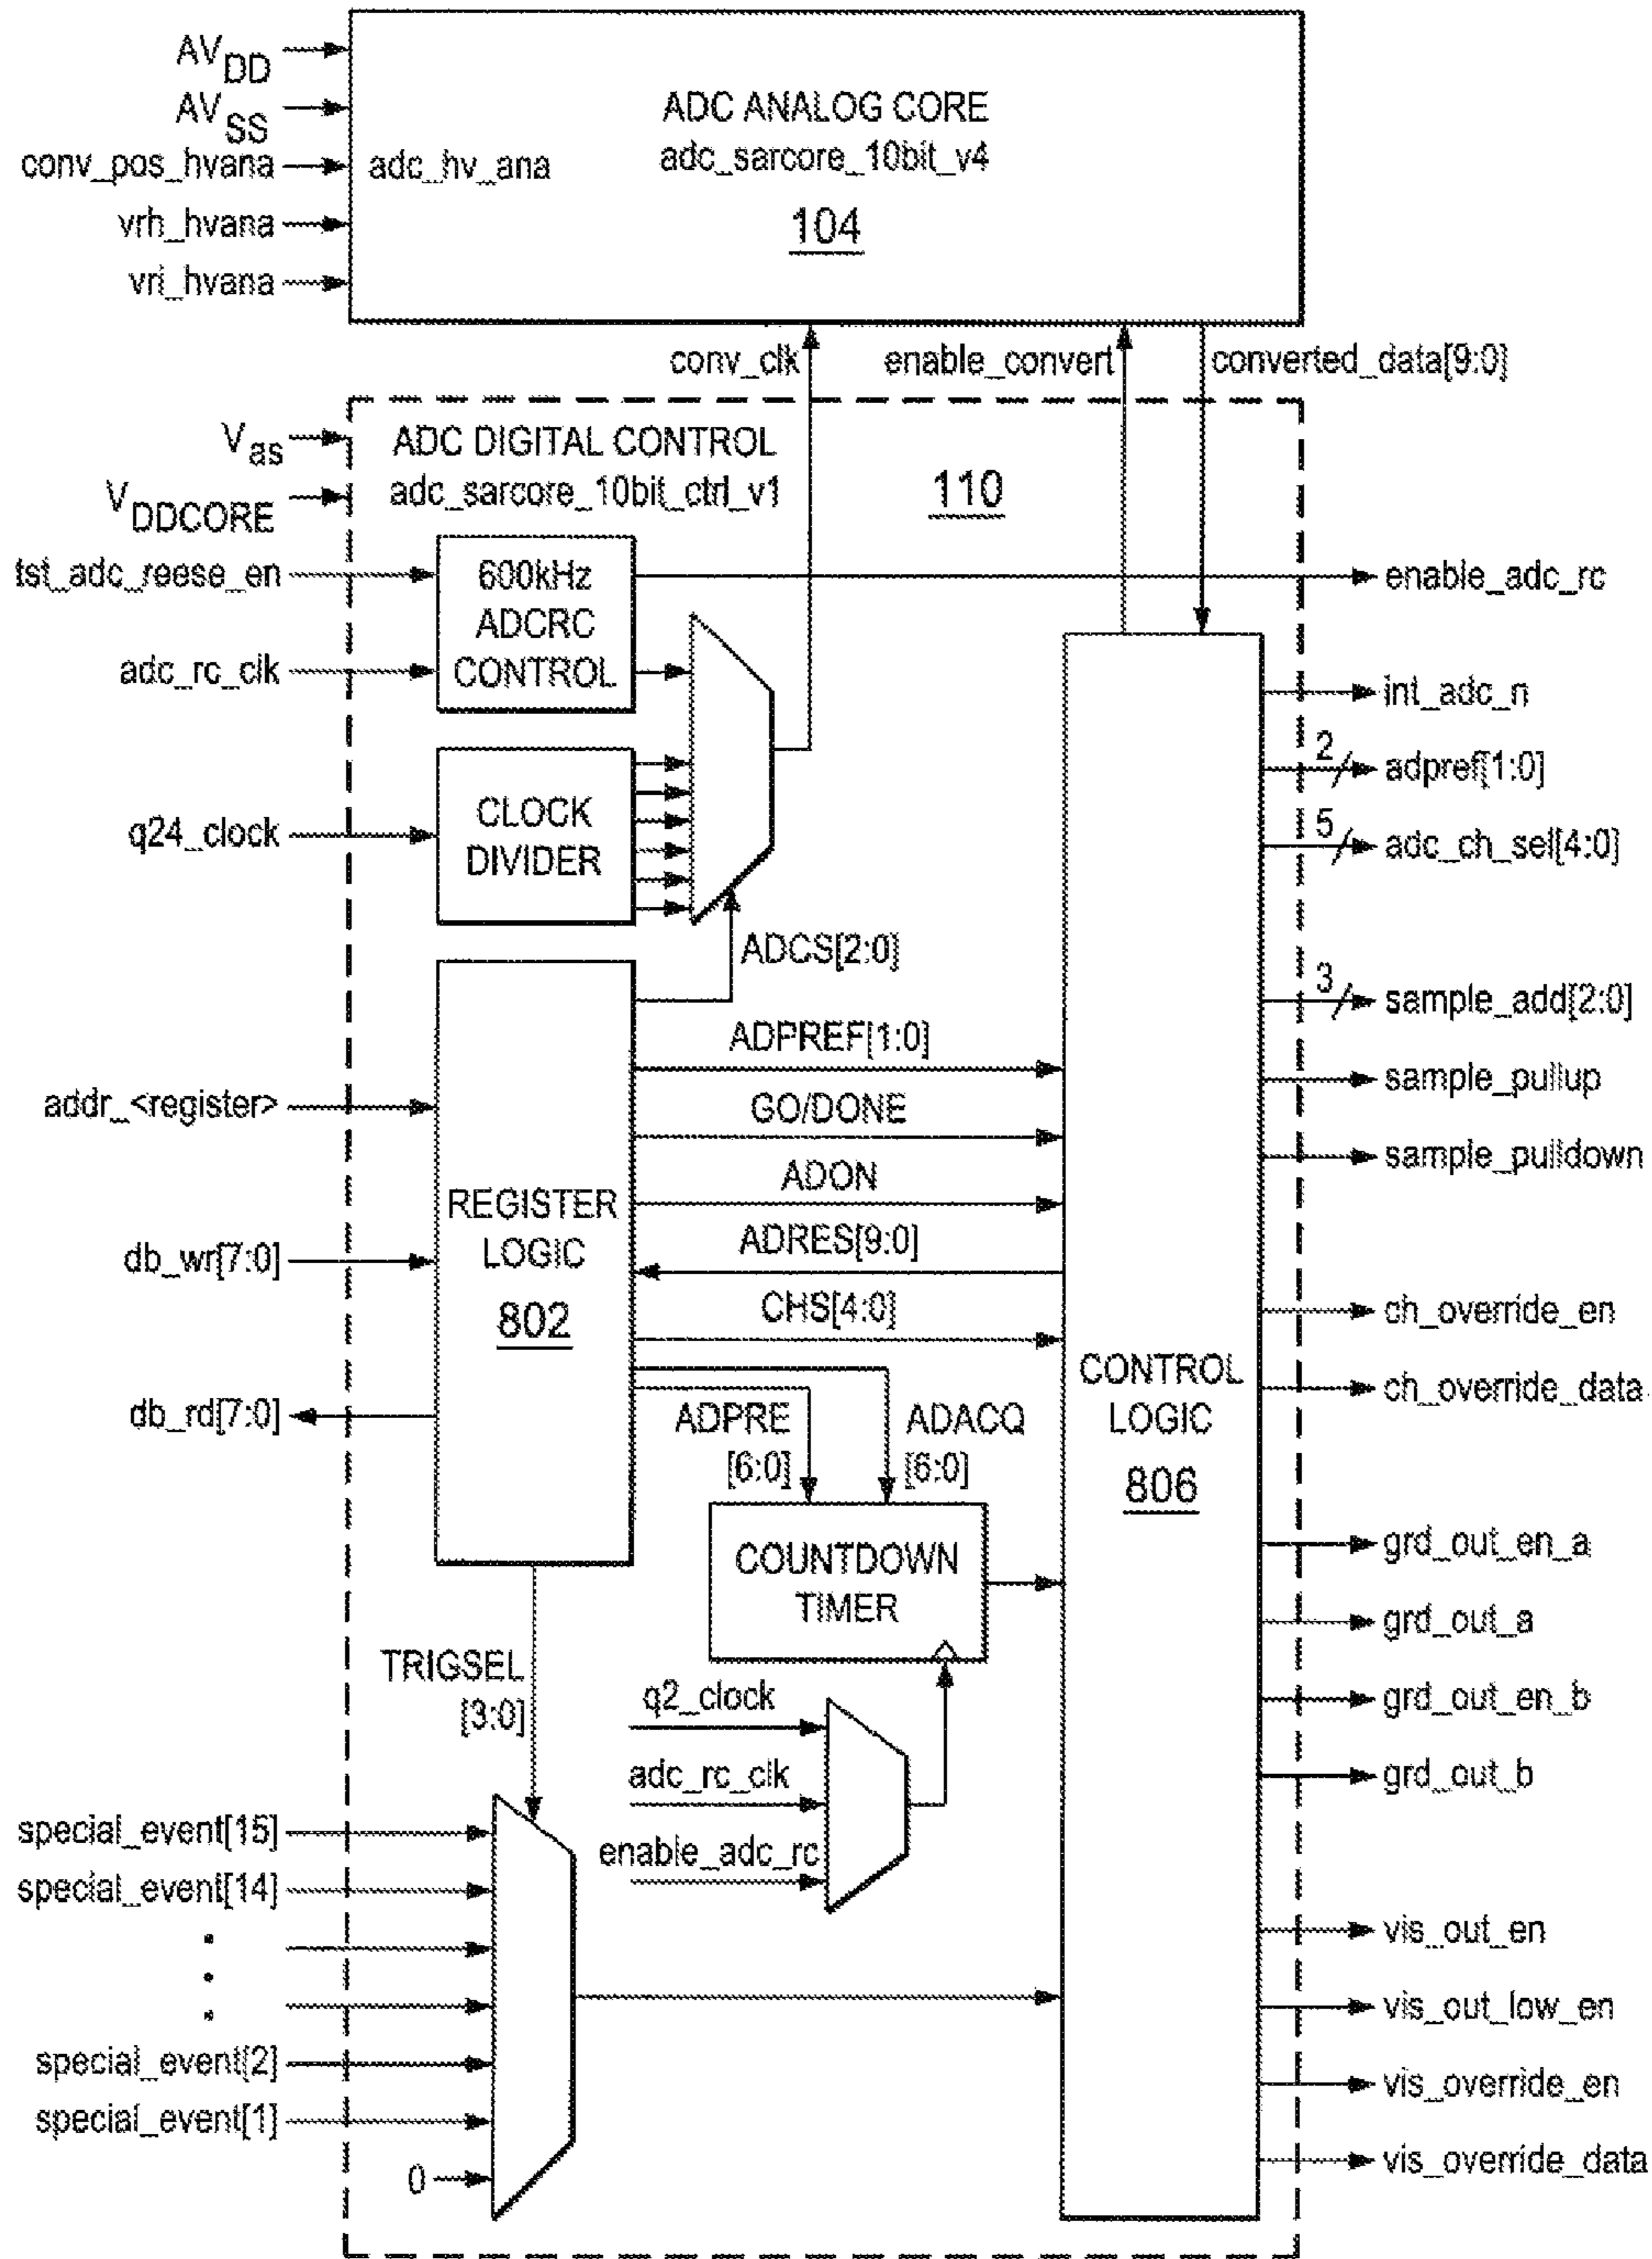 AVDD
AVSS
conv_pos_hvana
vrh_hvana
vri_hvana
adc_hv_ana
ADC ANALOG CORE
adc_sarcore_10bit_v4
104
conv_clk
enable_convert
converted_data[9:0]
Vas
VDDCORE
tst_adc_reese_en
adc_rc_clk
q24_clock
addr_<register>
db_wr[7:0]
db_rd[7:0]
ADC DIGITAL CONTROL
adc_sarcore_10bit_ctrl_v1
110
600kHz
ADCRC
CONTROL
CLOCK
DIVIDER
ADCS[2:0]
REGISTER
LOGIC
802
ADPREF[1:0]
GO/DONE
ADON
ADRES[9:0]
CHS[4:0]
ADPRE
[6:0]
ADACQ
[6:0]
COUNTDOWN
TIMER
TRIGSEL
[3:0]
q2_clock
adc_rc_clk
enable_adc_rc
special_event[15]
special_event[14]
special_event[2]
special_event[1]
0
CONTROL
LOGIC
806
enable_adc_rc
int_adc_n
2
adpref[1:0]
5
adc_ch_sel[4:0]
3
sample_add[2:0]
sample_pullup
sample_pulldown
ch_override_en
ch_override_data
grd_out_en_a
grd_out_a
grd_out_en_b
grd_out_b
vis_out_en
vis_out_low_en
vis_override_en
vis_override_data